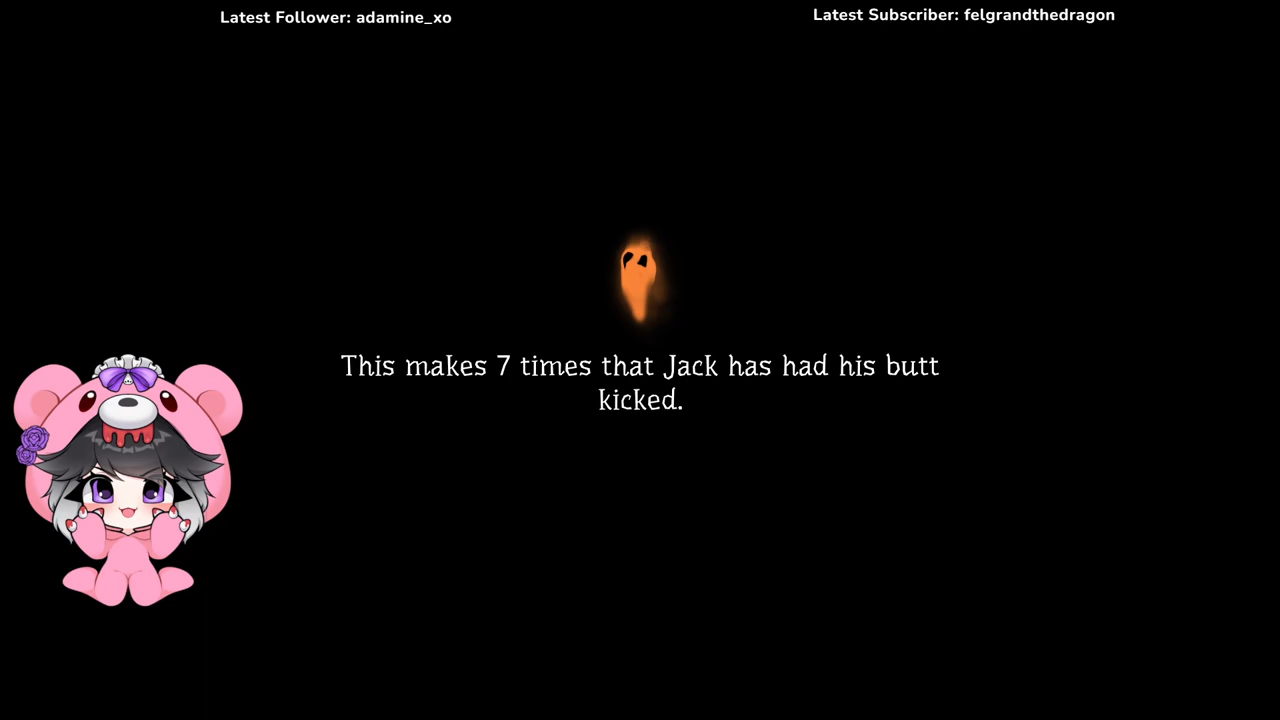 Latest Follower: adamine_xo
Latest Subscriber: felgrandthedragon
This makes 7 times that Jack has had his butt
kicked.